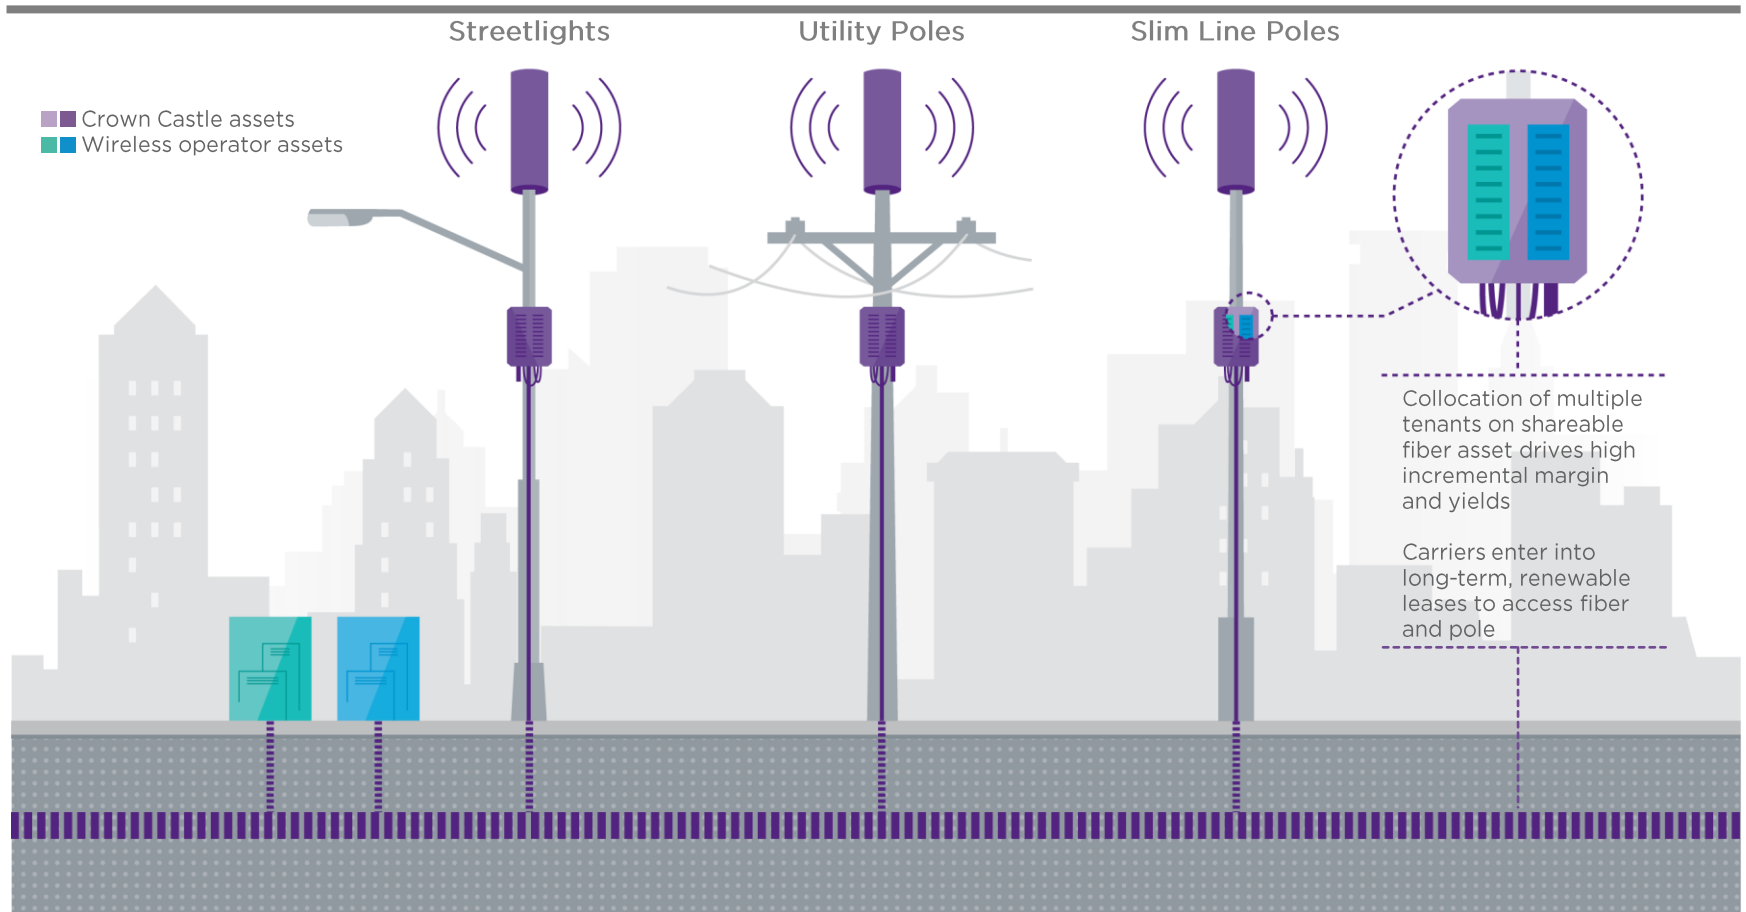 Streetlights
Utility Poles
Slim Line Poles
Crown Castle assets
Wireless operator assets
Collocation of multiple
tenants on shareable
fiber asset drives high
incremental margin
and yields
Carriers enter into
long-term, renewable
leases to access fiber
and pole